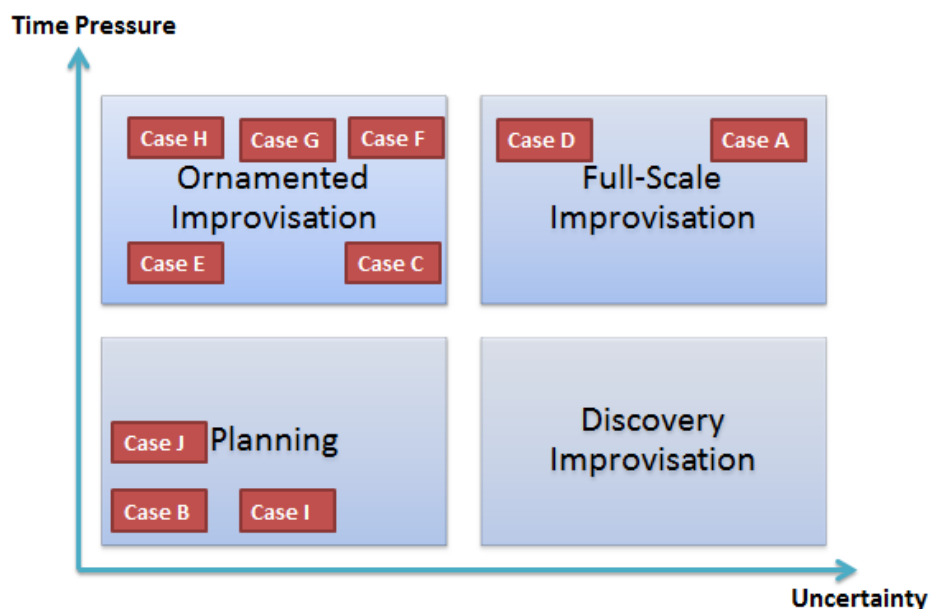 Time Pressure
Case H
Case G
Case F
Case D
Case A
Ornamented
Improvisation
Full-Scale
Improvisation
Case E
Case C
Case J
Planning
Discovery
Improvisation
Case B
Case I
Uncertainty